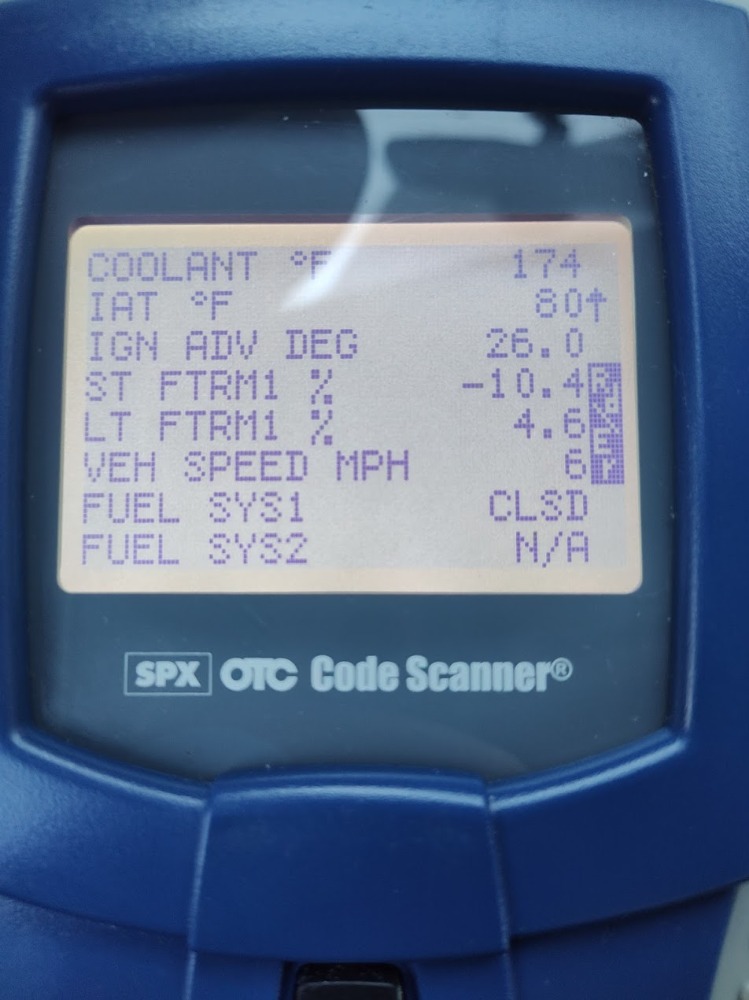 COOLANT °F 174
IAT °F 80↑
IGN ADV DEG 26.0
ST FTRM1 % -10.4
LT FTRM1 % 4.6
VEH SPEED MPH 6
FUEL SYS1 CLSD
FUEL SYS2 N/A
SPX OTC Code Scanner®